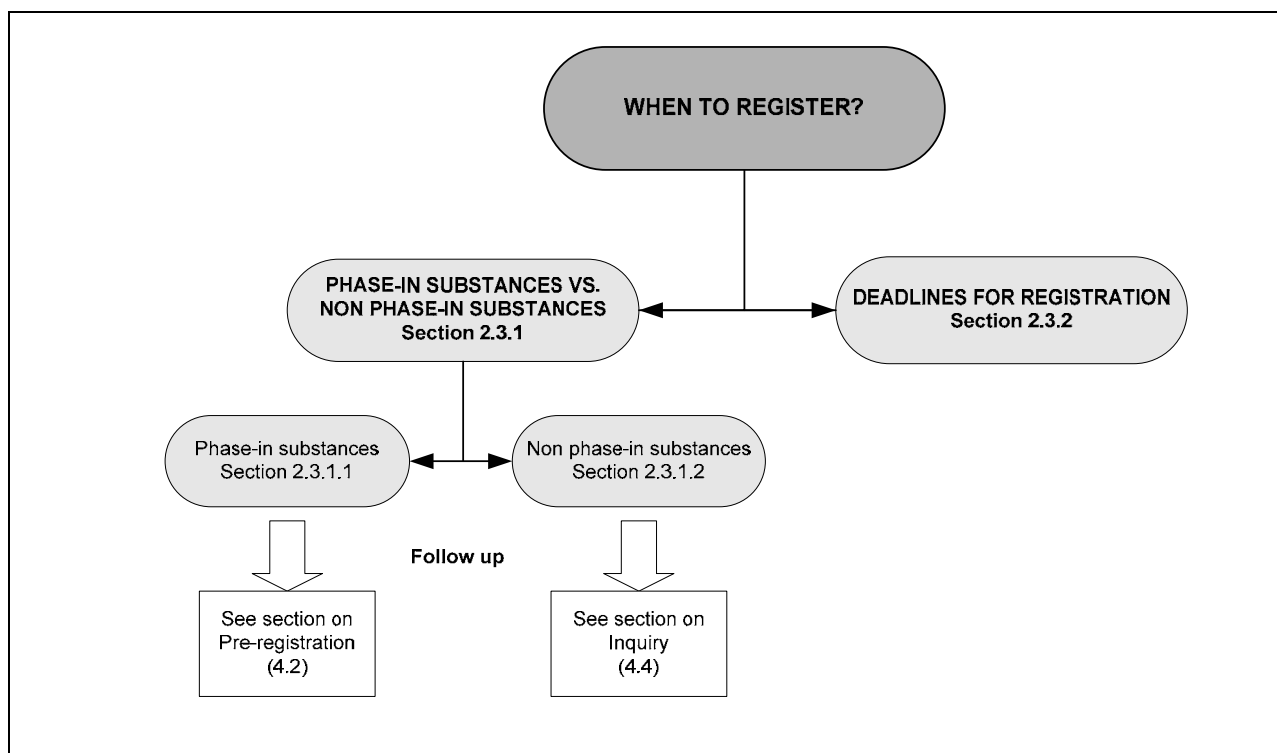 WHEN TO REGISTER?
PHASE-IN SUBSTANCES VS.
NON PHASE-IN SUBSTANCES
Section 2.3.1
DEADLINES FOR REGISTRATION
Section 2.3.2
Phase-in substances
Section 2.3.1.1
Non phase-in substances
Section 2.3.1.2
Follow up
See section on
Pre-registration
(4.2)
See section on
Inquiry
(4.4)